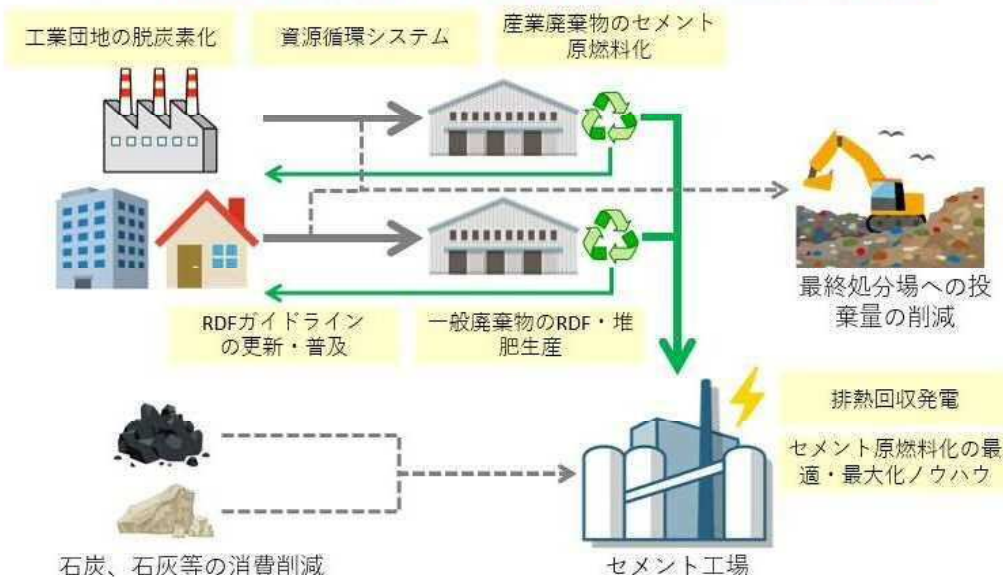 工業団地の脱炭素化
資源循環システム
産業廃棄物のセメント
原燃料化
最終処分場への投
棄量の削減
RDFガイドライン
の更新・普及
一般廃棄物のRDF・堆
肥生産
排熱回収発電
セメント原燃料化の最
適・最大化ノウハウ
石炭、石灰等の消費削減
セメント工場